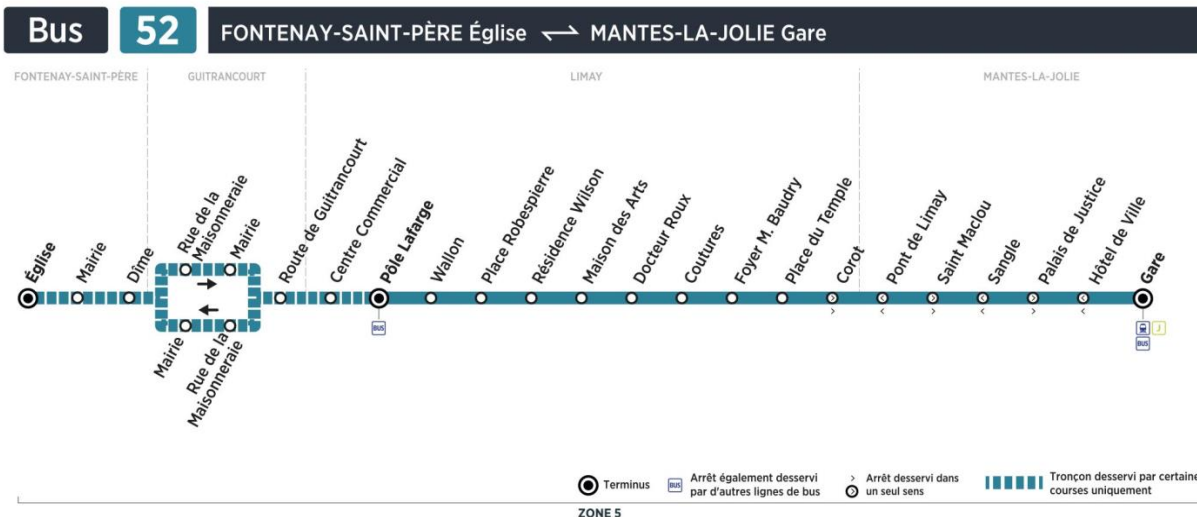 Bus 52 FONTENAY-SAINT-PÈRE Église ⇌ MANTES-LA-JOLIE Gare
FONTENAY-SAINT-PÈRE
GUITRANCOURT
LIMAY
MANTES-LA-JOLIE
Église
Mairie
Dîme
Rue de la
Maisonneraie
Mairie
Mairie
Rue de la
Maisonneraie
Route de Guitrancourt
Centre Commercial
Pôle Lafarge
BUS
Wallon
Place Robespierre
Résidence Wilson
Maison des Arts
Docteur Roux
Coutures
Foyer M. Baudry
Place du Temple
Corot
Pont de Limay
Saint Maclou
Sangle
Palais de Justice
Hôtel de Ville
Gare
J
BUS
Terminus
BUS
Arrêt également desservi
par d'autres lignes de bus
Arrêt desservi dans
un seul sens
Tronçon desservi par certaine
courses uniquement
ZONE 5